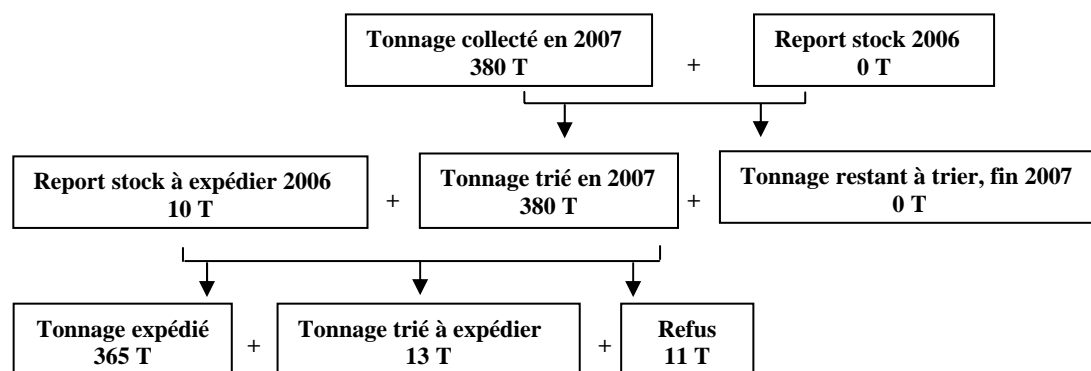 Tonnage collecté en 2007
380 T
+
Report stock 2006
0 T
Report stock à expédier 2006
10 T
+
Tonnage trié en 2007
380 T
+
Tonnage restant à trier, fin 2007
0 T
Tonnage expédié
365 T
+
Tonnage trié à expédier
13 T
+
Refus
11 T